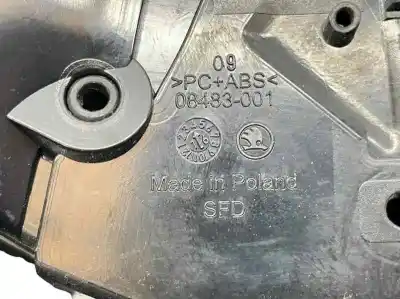 09
>PC+ABS<
08483-001
Made in Poland
SFD